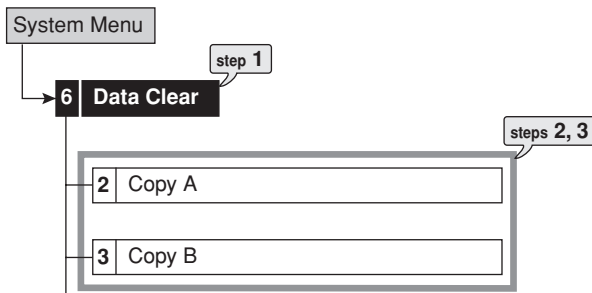 System Menu
step 1
6 Data Clear
steps 2, 3
2 Copy A
3 Copy B